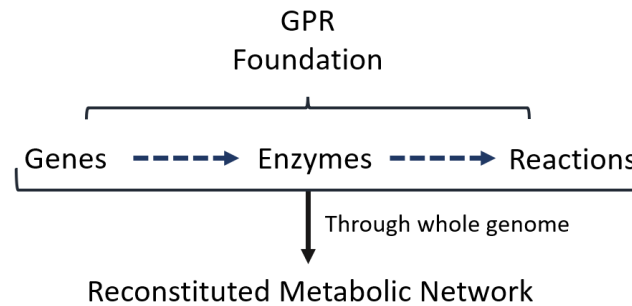 GPR
Foundation
Genes Enzymes Reactions
Through whole genome
Reconstituted Metabolic Network